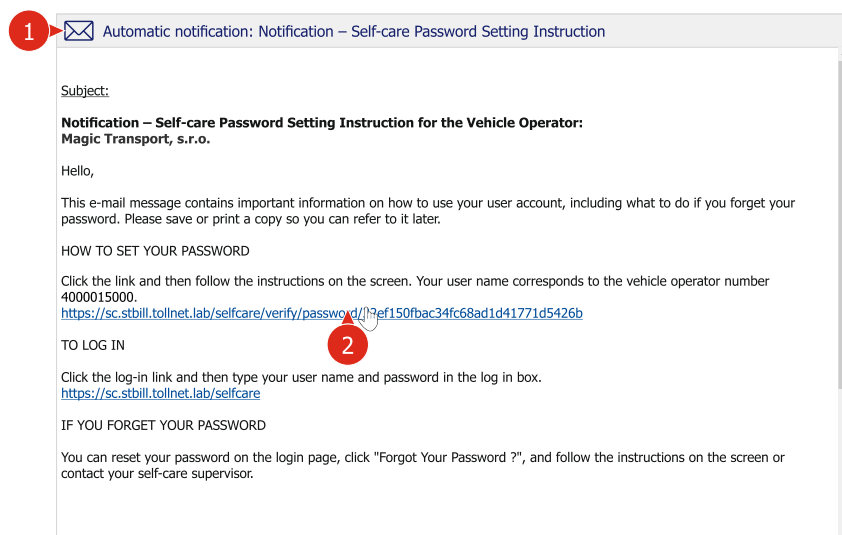 1
Automatic notification: Notification – Self-care Password Setting Instruction
Subject:
Notification – Self-care Password Setting Instruction for the Vehicle Operator:
Magic Transport, s.r.o.
Hello,
This e-mail message contains important information on how to use your user account, including what to do if you forget your
password. Please save or print a copy so you can refer to it later.
HOW TO SET YOUR PASSWORD
Click the link and then follow the instructions on the screen. Your user name corresponds to the vehicle operator number
4000015000.
https://sc.stbill.tollnet.lab/selfcare/verify/password/
2
TO LOG IN
Click the log-in link and then type your user name and password in the log in box.
https://sc.stbill.tollnet.lab/selfcare
IF YOU FORGET YOUR PASSWORD
You can reset your password on the login page, click "Forgot Your Password ?", and follow the instructions on the screen or
contact your self-care supervisor.